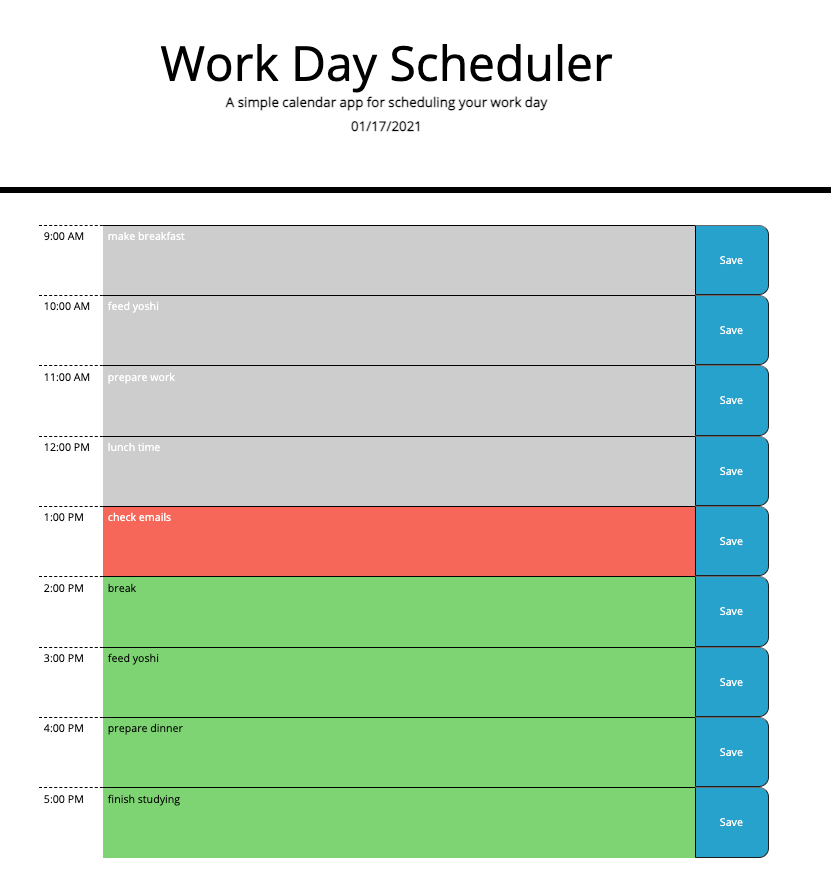 Work Day Scheduler
A simple calendar app for scheduling your work day
01/17/2021
9:00 AM make breakfast Save
10:00 AM feed yoshi Save
11:00 AM prepare work Save
12:00 PM lunch time Save
1:00 PM check emails Save
2:00 PM break Save
3:00 PM feed yoshi Save
4:00 PM prepare dinner Save
5:00 PM finish studying Save